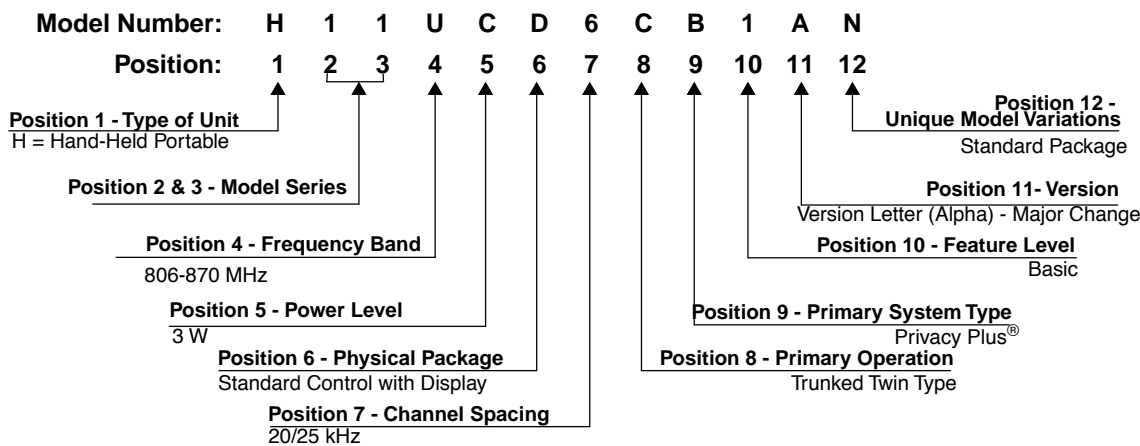 Model Number: H 1 1 U C D 6 C B 1 A N
Position: 1 2 3 4 5 6 7 8 9 10 11 12
Position 1 - Type of Unit
H = Hand-Held Portable
Position 12 -
Unique Model Variations
Standard Package
Position 2 & 3 - Model Series
Position 11- Version
Version Letter (Alpha) - Major Change
Position 4 - Frequency Band
806-870 MHz
Position 10 - Feature Level
Basic
Position 5 - Power Level
3 W
Position 9 - Primary System Type
Privacy Plus®
Position 6 - Physical Package
Standard Control with Display
Position 8 - Primary Operation
Trunked Twin Type
Position 7 - Channel Spacing
20/25 kHz